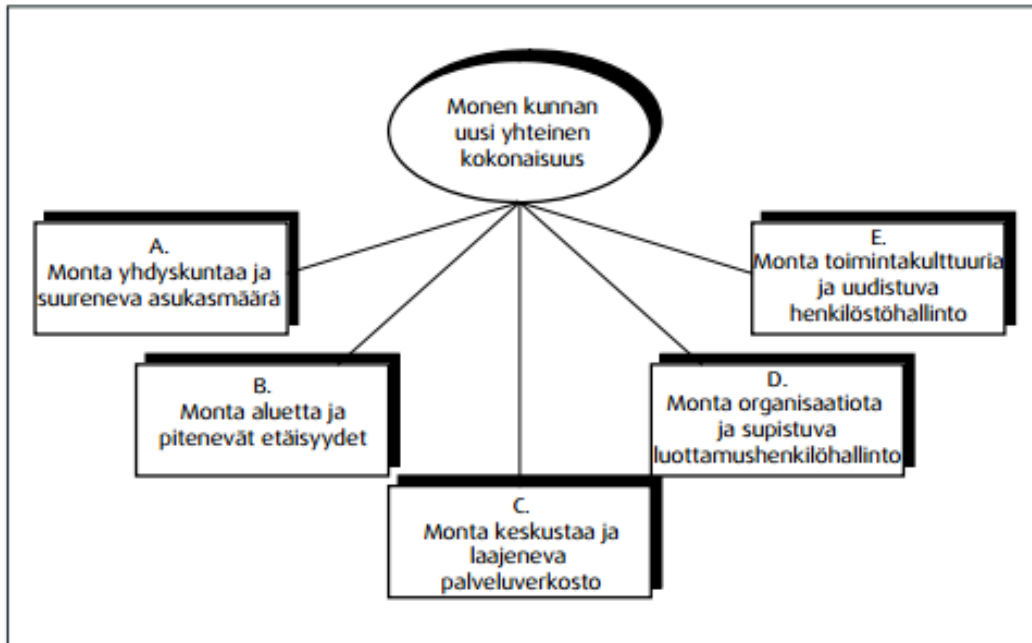 Monen kunnan
uusi yhteinen
kokonaisuus
A.
Monta yhdyskuntaa ja
suureneva asukasmäärä
B.
Monta aluetta ja
pitenevät etäisyydet
C.
Monta keskustaa ja
laajeneva
palveluverkosto
D.
Monta organisaatiota
ja supistuva
luottamushenkilöhallinto
E.
Monta toimintakulttuuria
ja uudistuva
henkilöstöhallinto